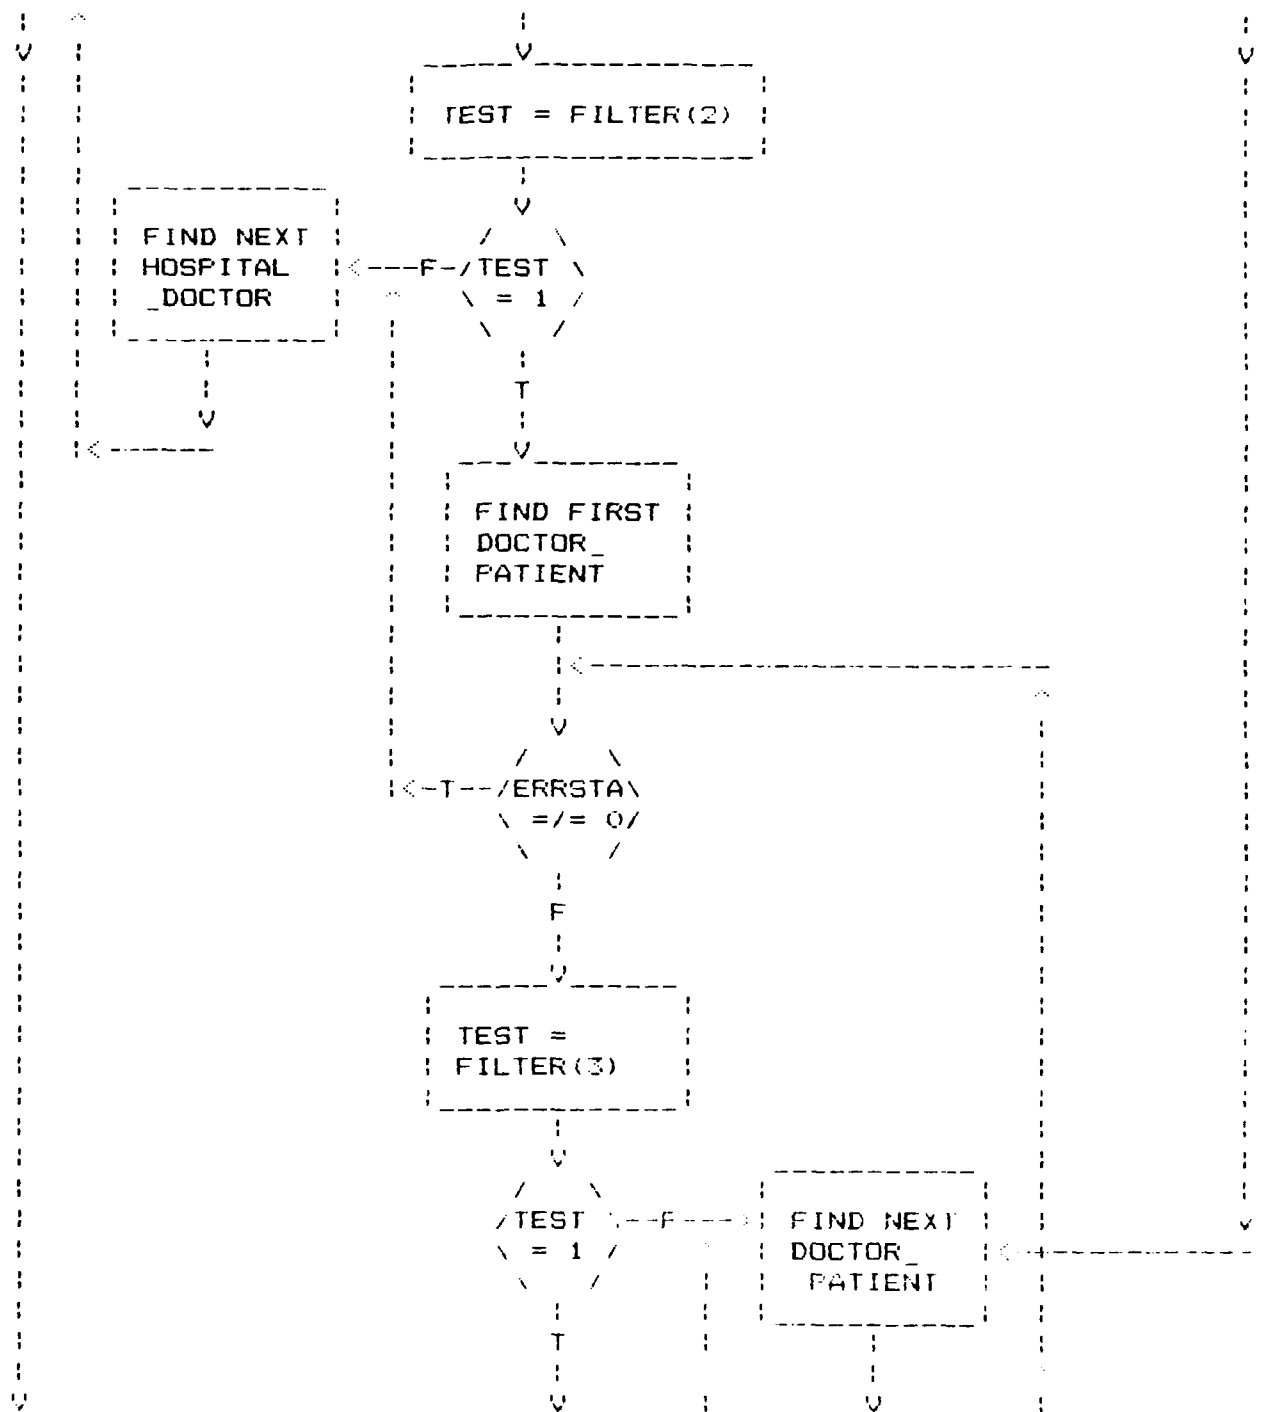 TEST = FILTER(2)
FIND NEXT
HOSPITAL
_DOCTOR
F
TEST
= 1
T
FIND FIRST
DOCTOR_
PATIENT
T
ERRSTA
=/= 0
F
TEST =
FILTER(3)
TEST
= 1
F
FIND NEXT
DOCTOR_
PATIENT
T